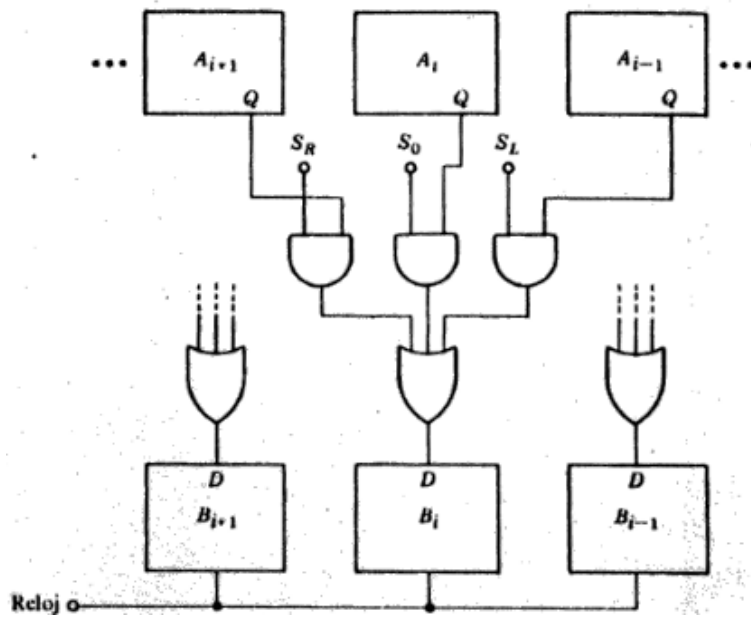 A_{i+1} A_i A_{i-1}
Q Q Q
S_R S_0 S_L
D D D
B_{i+1} B_i B_{i-1}
Reloj